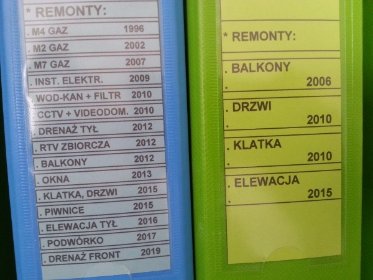 * REMONTY:
. M4 GAZ 1996
. M2 GAZ 2002
. M7 GAZ 2007
. INST. ELEKTR. 2009
. WOD-KAN + FILTR 2010
. CCTV + VIDEODOM. 2010
. DRENAŻ TYŁ 2012
. RTV ZBIORCZA 2012
. BALKONY 2012
. OKNA 2013
. KLATKA, DRZWI 2015
. PIWNICE 2015
. ELEWACJA TYŁ 2016
. PODWÓRKO 2017
. DRENAŻ FRONT 2019
* REMONTY:
. BALKONY
2006
. DRZWI
2010
. KLATKA
2010
. ELEWACJA
2015